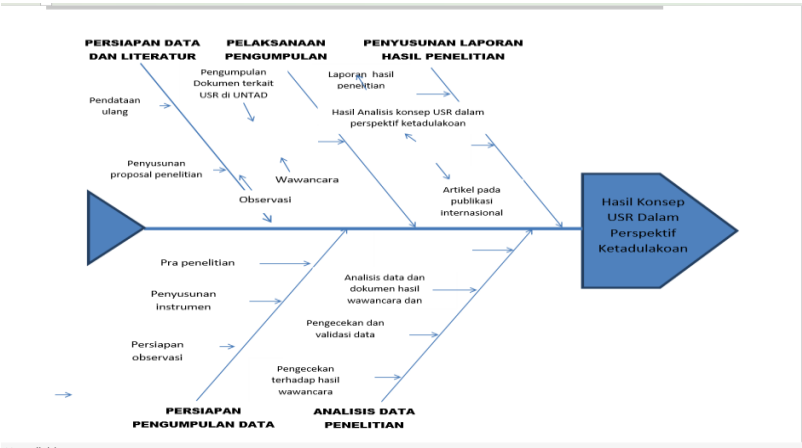 PERSIAPAN DATA
DAN LITERATUR
PELAKSANAAN
PENGUMPULAN
PENYUSUNAN LAPORAN
HASIL PENELITIAN
Pengumpulan
Dokumen terkait
USR di UNTAD
Laporan hasil
penelitian
Pendataan
ulang
Hasil Analisis konsep USR dalam
perspektif ketadulakoan
Penyusunan
proposal penelitian
Wawancara
Observasi
Artikel pada
publikasi
internasional
Hasil Konsep
USR Dalam
Perspektif
Ketadulakoan
Pra penelitian
Penyusunan
instrumen
Persiapan
observasi
Analisis data dan
dokumen hasil
wawancara dan
Pengecekan dan
validasi data
Pengecekan
terhadap hasil
wawancara
PERSIAPAN
PENGUMPULAN DATA
ANALISIS DATA
PENELITIAN